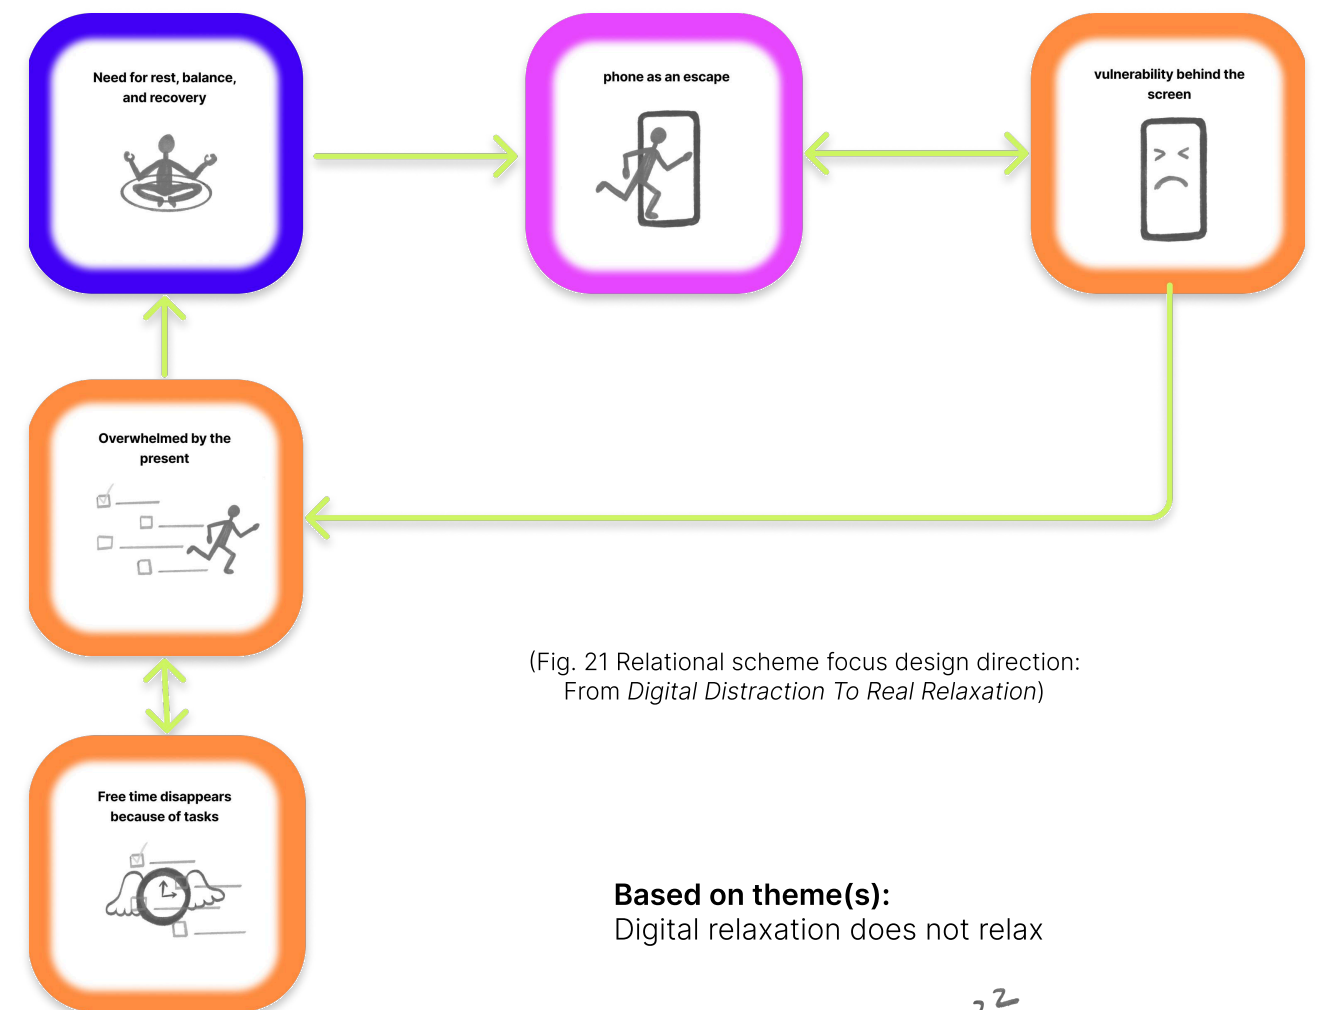 Need for rest, balance,
and recovery
phone as an escape
vulnerability behind the
screen
Overwhelmed by the
present
(Fig. 21 Relational scheme focus design direction:
From Digital Distraction To Real Relaxation)
Free time disappears
because of tasks
Based on theme(s):
Digital relaxation does not relax